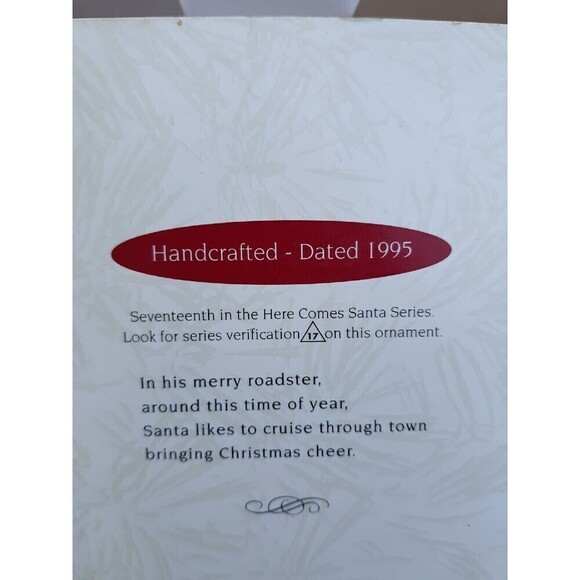 Handcrafted - Dated 1995
Seventeenth in the Here Comes Santa Series.
Look for series verification 17 on this ornament.
In his merry roadster,
around this time of year,
Santa likes to cruise through town
bringing Christmas cheer.